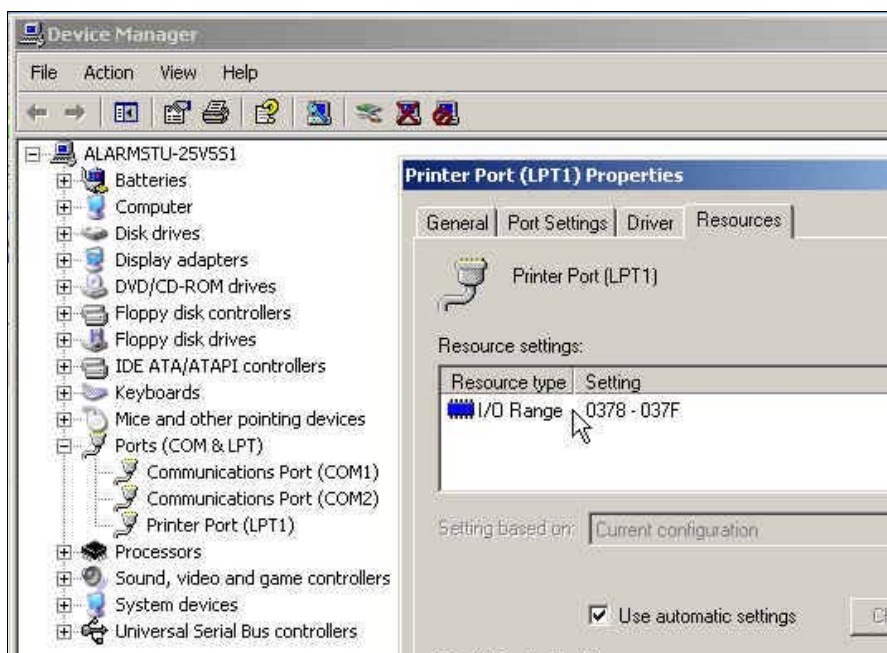 Device Manager
File Action View Help
ALARMSTU-25V5S1
Batteries
Computer
Disk drives
Display adapters
DVD/CD-ROM drives
Floppy disk controllers
Floppy disk drives
IDE ATA/ATAPI controllers
Keyboards
Mice and other pointing devices
Ports (COM & LPT)
Communications Port (COM1)
Communications Port (COM2)
Printer Port (LPT1)
Processors
Sound, video and game controllers
System devices
Universal Serial Bus controllers
Printer Port (LPT1) Properties
General Port Settings Driver Resources
Printer Port (LPT1)
Resource settings:
Resource type Setting
I/O Range 0378 - 037F
Setting based on: Current configuration
Use automatic settings